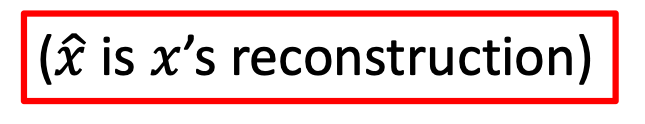 (x̂ is x’s reconstruction)